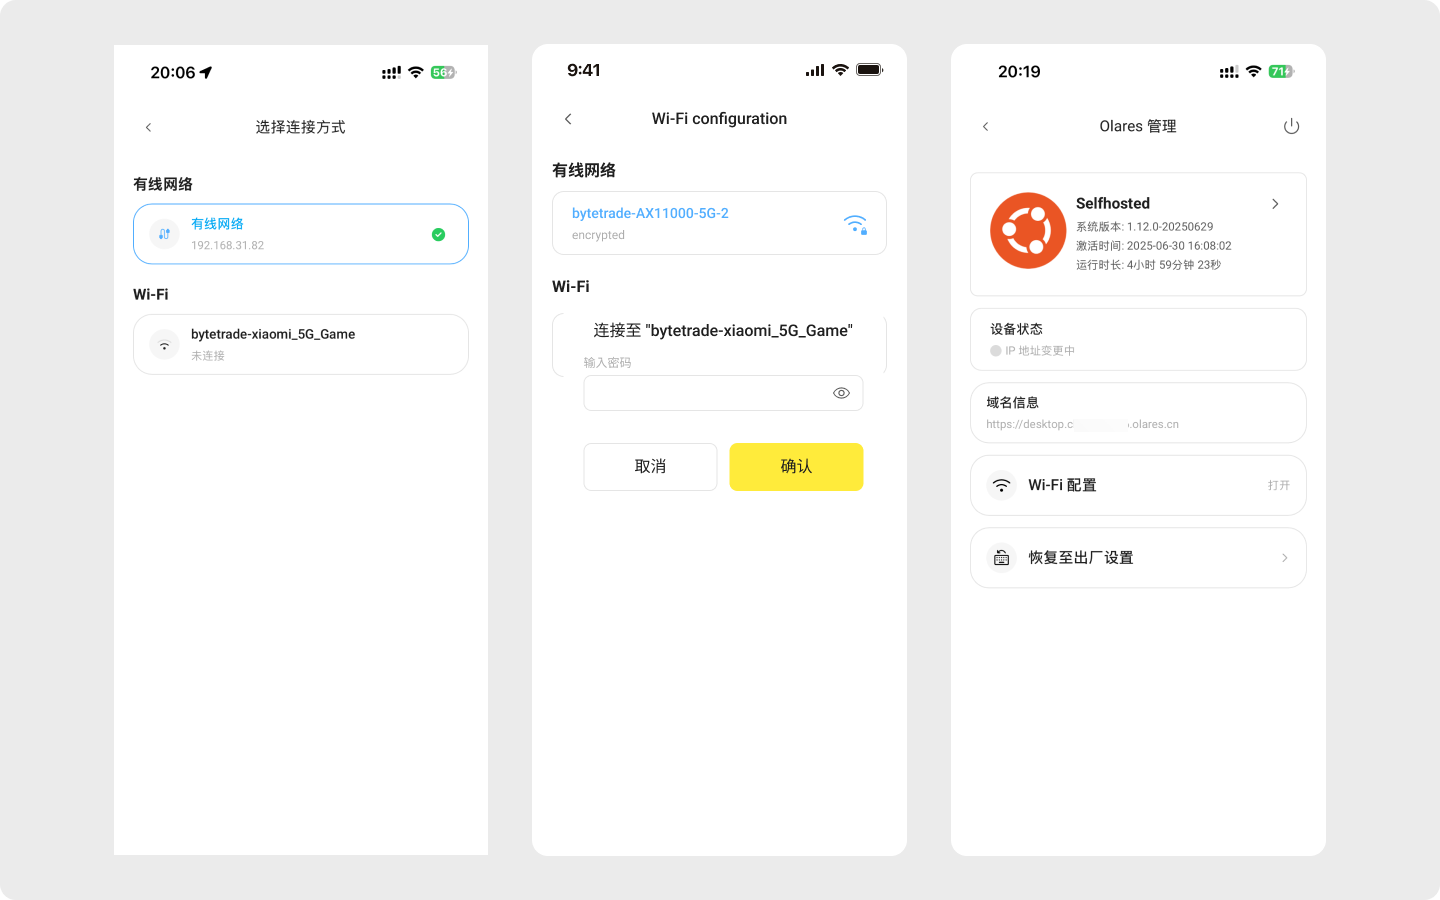 20:06
56
选择连接方式
有线网络
有线网络
192.168.31.82
Wi-Fi
bytetrade-xiaomi_5G_Game
未连接
9:41
Wi-Fi configuration
有线网络
bytetrade-AX11000-5G-2
encrypted
Wi-Fi
连接至 "bytetrade-xiaomi_5G_Game"
输入密码
取消
确认
20:19
71
Olares 管理
Selfhosted
系统版本: 1.12.0-20250629
激活时间: 2025-06-30 16:08:02
运行时长: 4小时 59分钟 23秒
设备状态
IP 地址变更中
域名信息
https://desktop.c .olares.cn
Wi-Fi 配置
打开
恢复至出厂设置